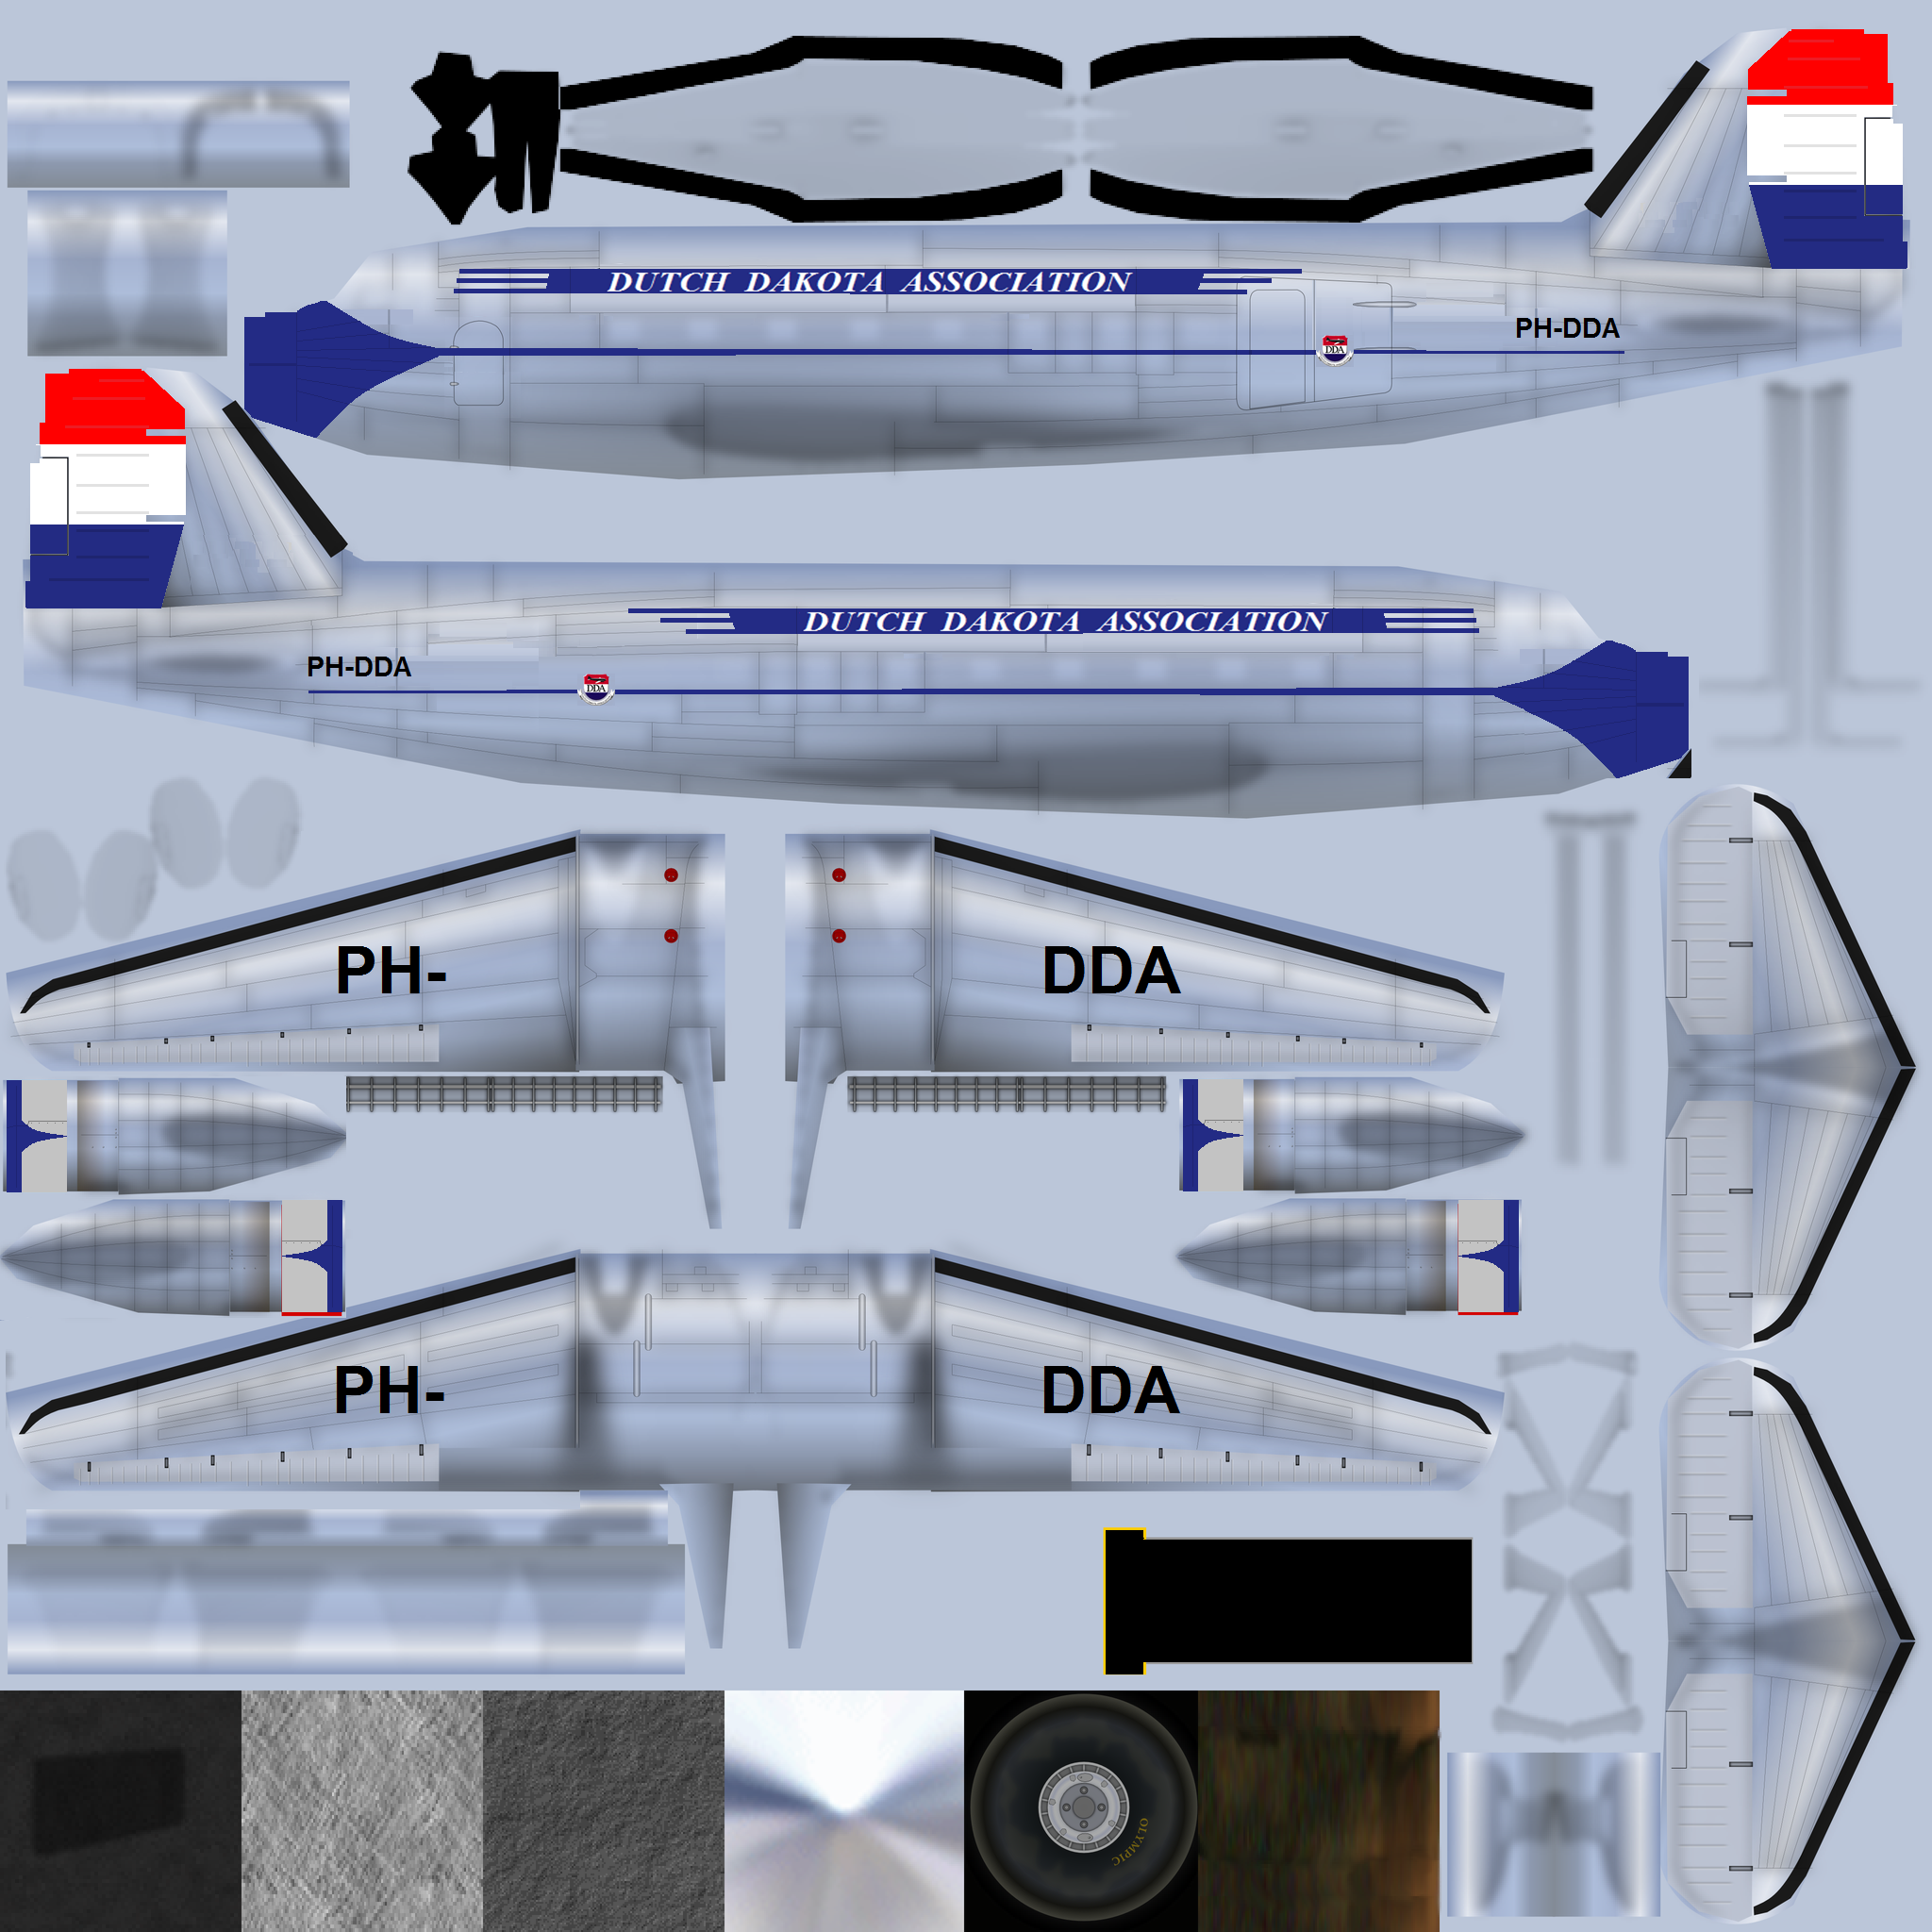 DUTCH DAKOTA ASSOCIATION
PH-DDA
DDA
DUTCH DAKOTA ASSOCIATION
PH-DDA
DDA
PH-
DDA
PH-
DDA
OLYMPIC